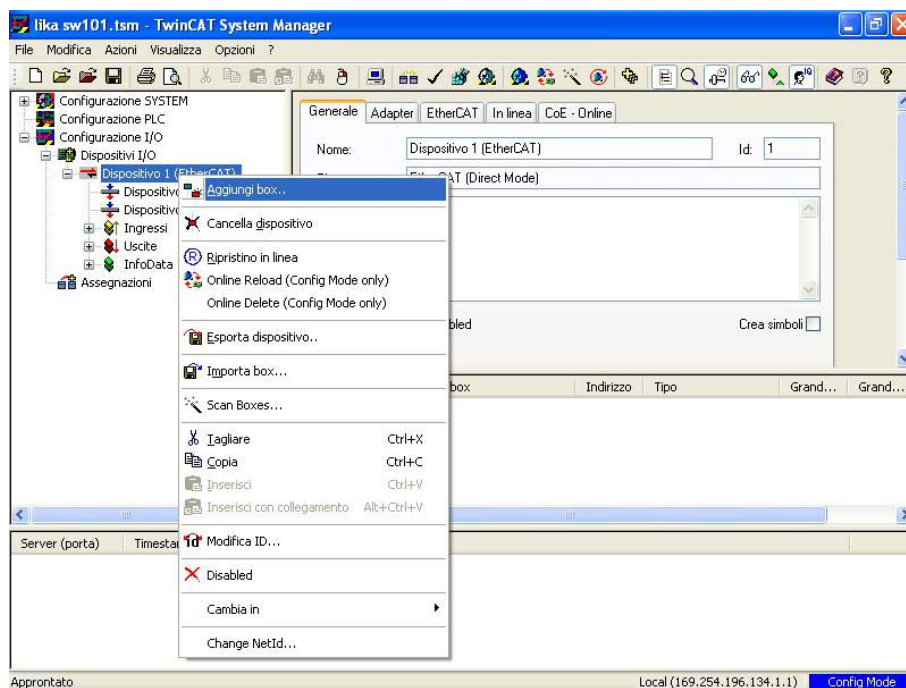 lika sw101.tsm - TwinCAT System Manager
File Modifica Azioni Visualizza Opzioni ?
Configurazione SYSTEM
Configurazione PLC
Configurazione I/O
Dispositivi I/O
Dispositivo 1 (EtherCAT)
Dispositivo
Dispositivo
Ingressi
Uscite
InfoData
Assegnazioni
Generale Adapter EtherCAT In linea CoE - Online
Nome: Dispositivo 1 (EtherCAT) Id: 1
(Direct Mode)
Crea simboli
Aggiungi box..
Cancella dispositivo
Ripristino in linea
Online Reload (Config Mode only)
Online Delete (Config Mode only)
Esporta dispositivo..
Importa box...
Scan Boxes...
Tagliare Ctrl+X
Copia Ctrl+C
Inserisci Ctrl+V
Inserisci con collegamento Alt+Ctrl+V
Modifica ID...
Disabled
Cambia in
Change NetId...
box Indirizzo Tipo Grand... Grand...
Server (porta) Timestam
Approntato Local (169.254.196.134.1.1) Config Mode